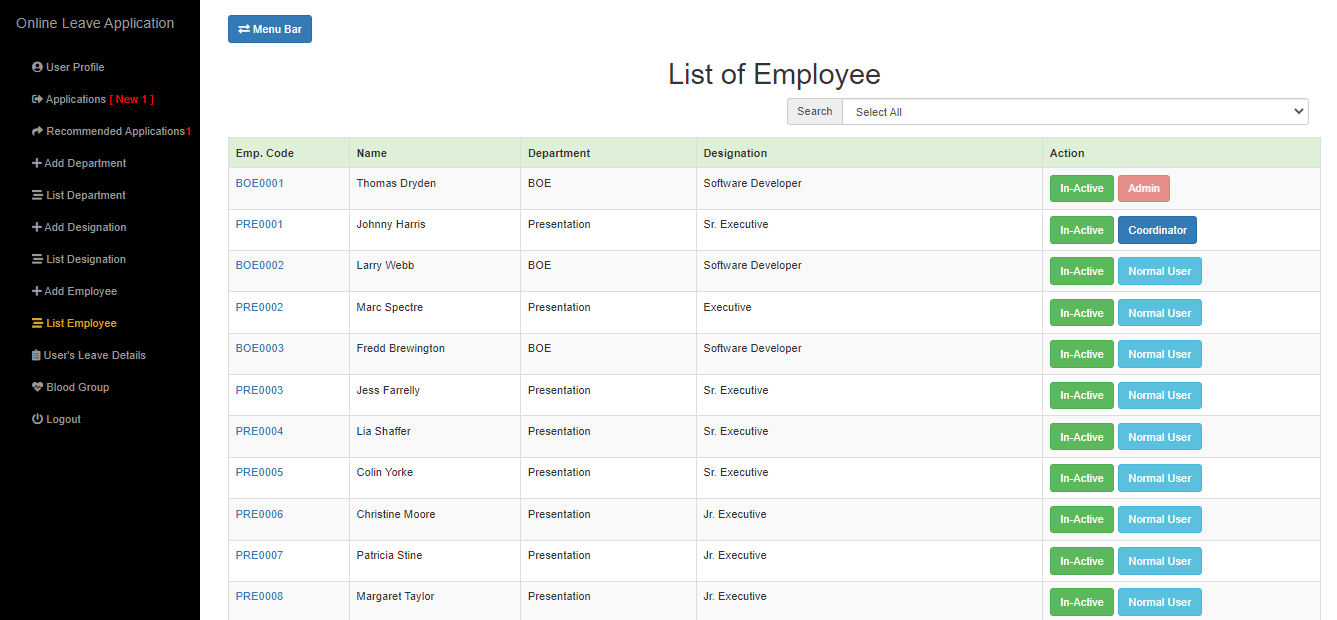 Online Leave Application
User Profile
Applications [ New 1 ]
Recommended Applications1
Add Department
List Department
Add Designation
List Designation
Add Employee
List Employee
User's Leave Details
Blood Group
Logout
Menu Bar
List of Employee
Search Select All
Emp. Code Name Department Designation Action
BOE0001 Thomas Dryden BOE Software Developer In-Active Admin
PRE0001 Johnny Harris Presentation Sr. Executive In-Active Coordinator
BOE0002 Larry Webb BOE Software Developer In-Active Normal User
PRE0002 Marc Spectre Presentation Executive In-Active Normal User
BOE0003 Fredd Brewington BOE Software Developer In-Active Normal User
PRE0003 Jess Farrelly Presentation Sr. Executive In-Active Normal User
PRE0004 Lia Shaffer Presentation Sr. Executive In-Active Normal User
PRE0005 Colin Yorke Presentation Sr. Executive In-Active Normal User
PRE0006 Christine Moore Presentation Jr. Executive In-Active Normal User
PRE0007 Patricia Stine Presentation Jr. Executive In-Active Normal User
PRE0008 Margaret Taylor Presentation Jr. Executive In-Active Normal User